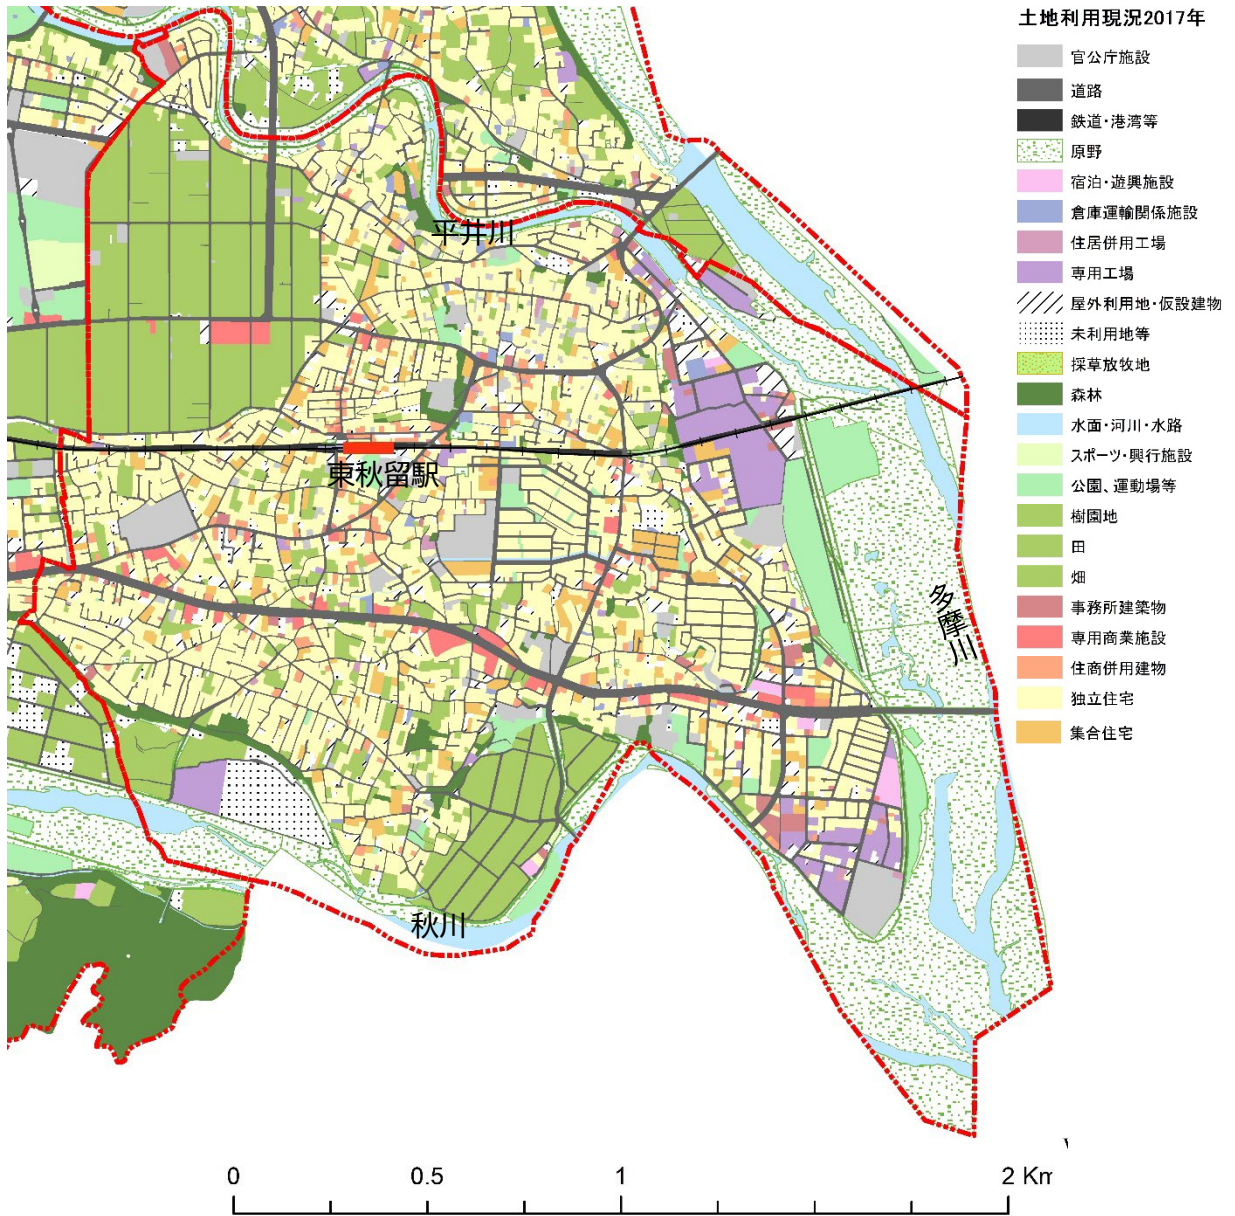 土地利用現況2017年
官公庁施設
道路
鉄道・港湾等
原野
宿泊・遊興施設
倉庫運輸関係施設
住居併用工場
専用工場
屋外利用地・仮設建物
未利用地等
採草放牧地
森林
水面・河川・水路
スポーツ・興行施設
公園、運動場等
樹園地
田
畑
事務所建築物
専用商業施設
住商併用建物
独立住宅
集合住宅
平井川
東秋留駅
多摩川
秋川
0 0.5 1 2 Km